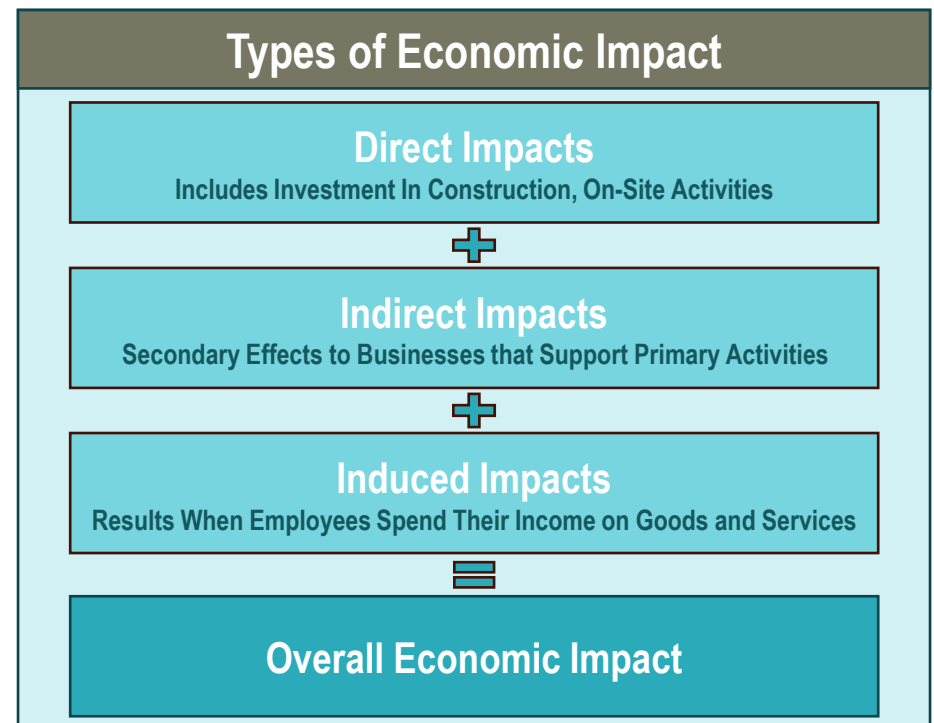 Types of Economic Impact
Direct Impacts
Includes Investment In Construction, On-Site Activities
Indirect Impacts
Secondary Effects to Businesses that Support Primary Activities
Induced Impacts
Results When Employees Spend Their Income on Goods and Services
Overall Economic Impact